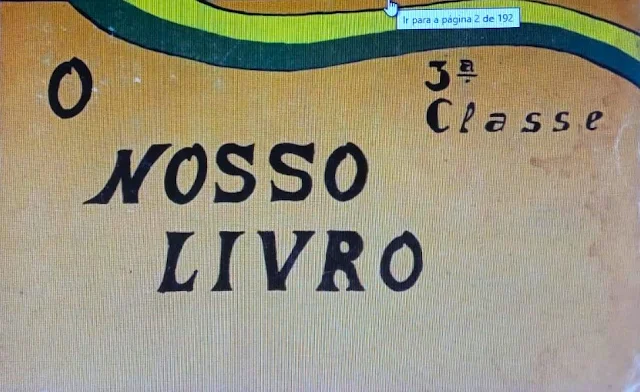 Ir para a página 2 de 192
O
3ª
Classe
NOSSO
LIVRO